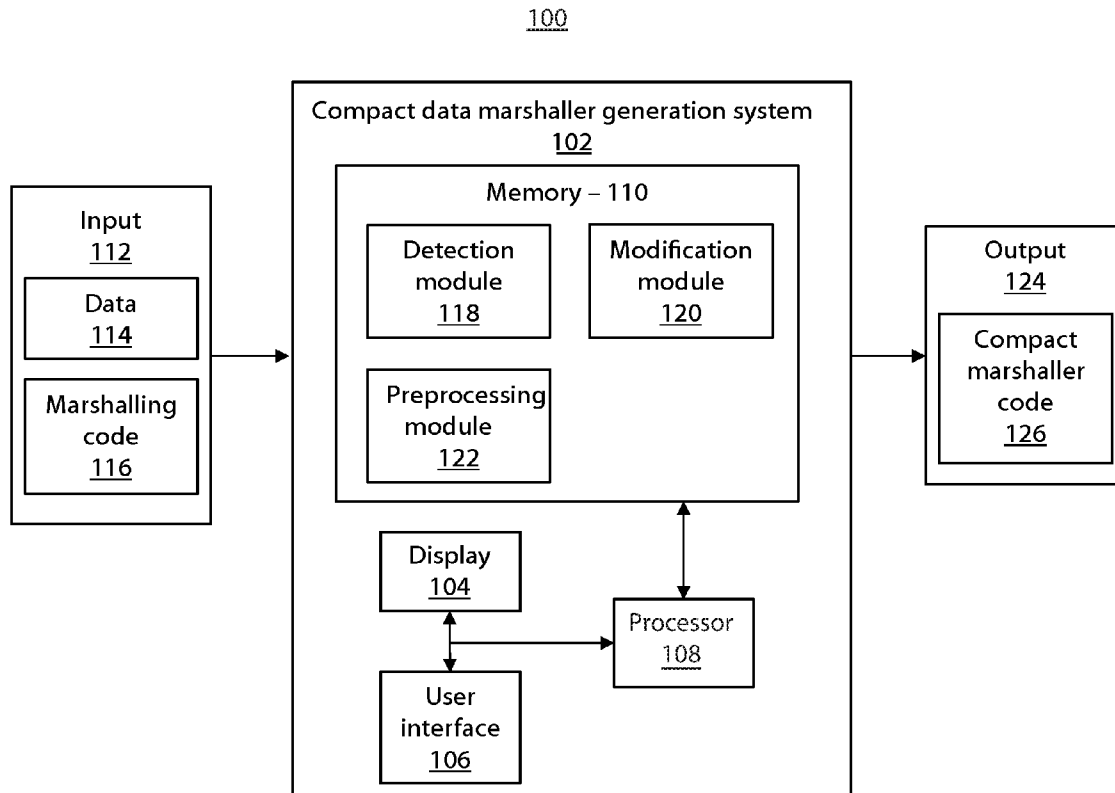 100
Compact data marshaller generation system
102
Memory – 110
Input
112
Data
114
Marshalling
code
116
Detection
module
118
Modification
module
120
Preprocessing
module
122
Output
124
Compact
marshaller
code
126
Display
104
Processor
108
User
interface
106